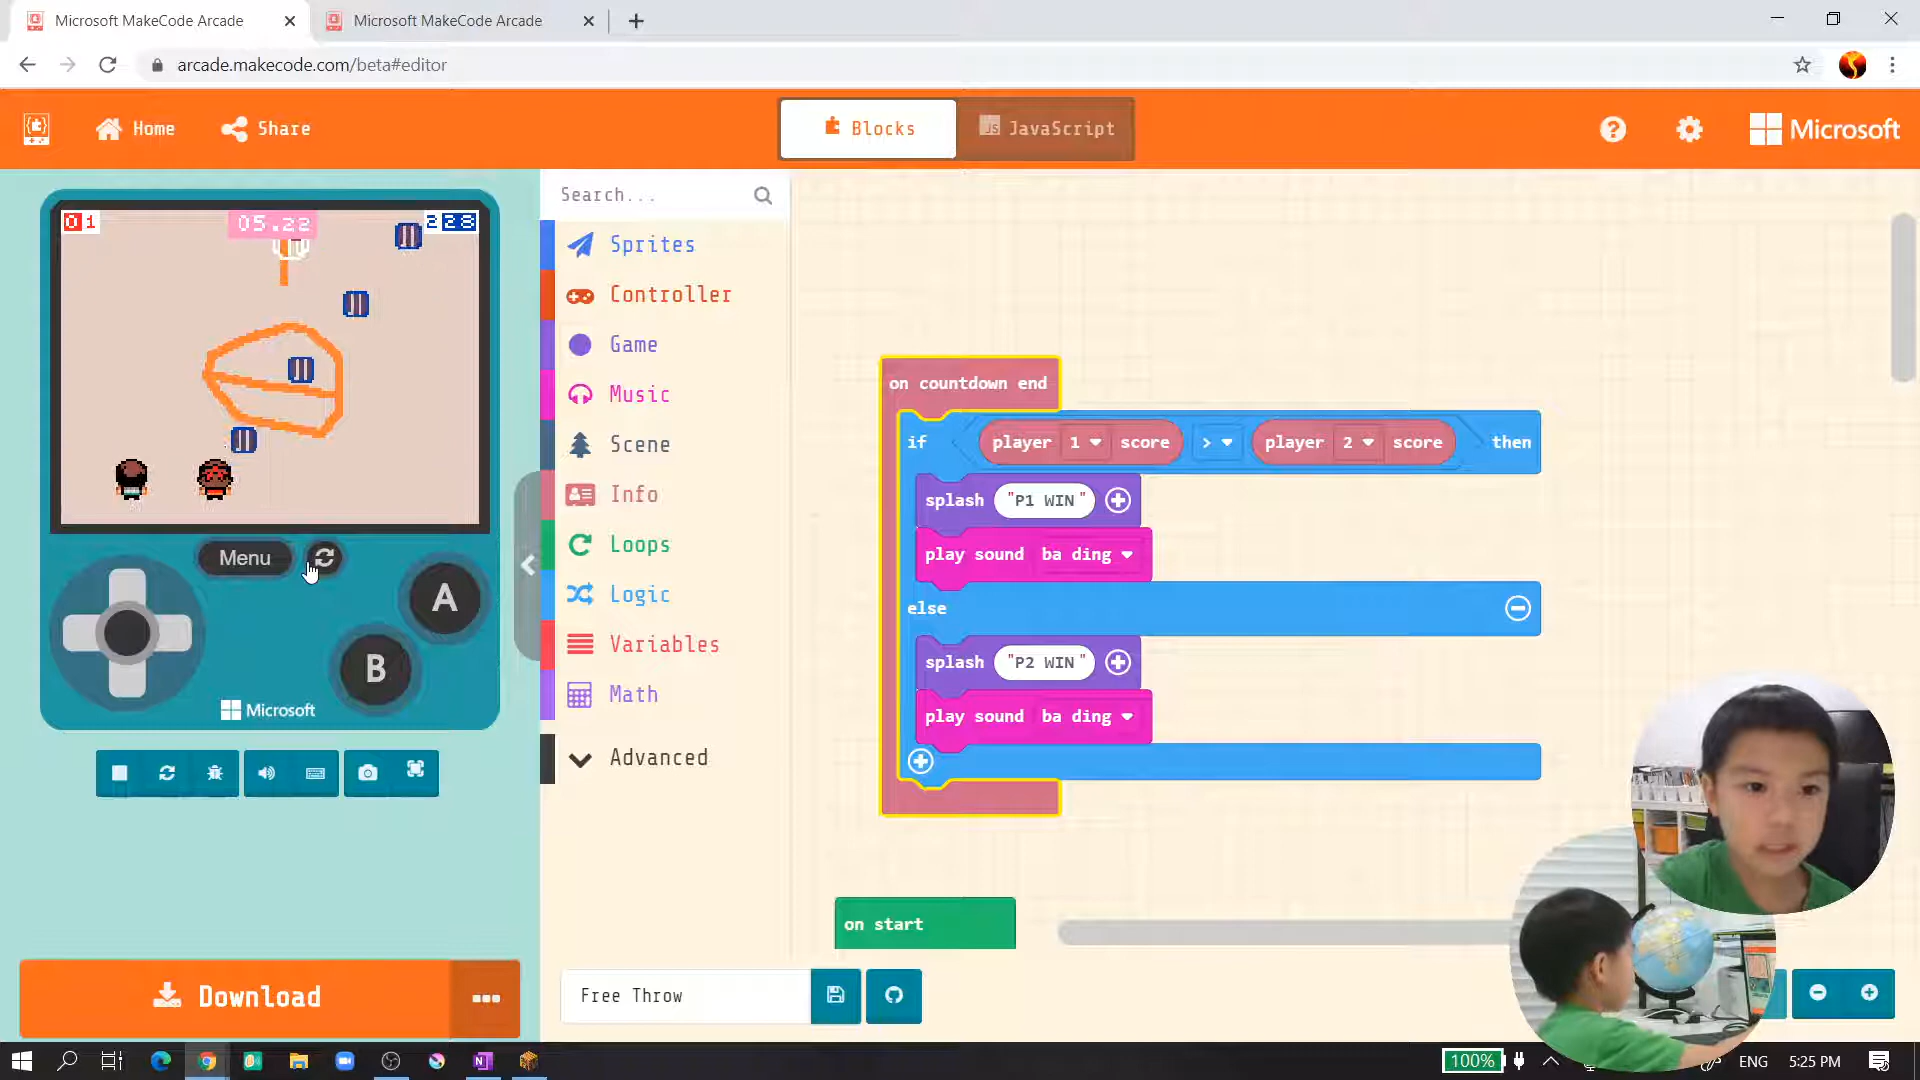 Microsoft MakeCode Arcade
Microsoft MakeCode Arcade
arcade.makecode.com/beta#editor
Home
Share
Blocks
JS JavaScript
Microsoft
01
05.22
228
Menu
A
B
Microsoft
Download
Search...
Sprites
Controller
Game
Music
Scene
Info
Loops
Logic
Variables
Math
Advanced
on countdown end
if player 1 score > player 2 score then
splash "P1 WIN"
play sound ba ding
else
splash "P2 WIN"
play sound ba ding
on start
Free Throw
100%
ENG
5:25 PM